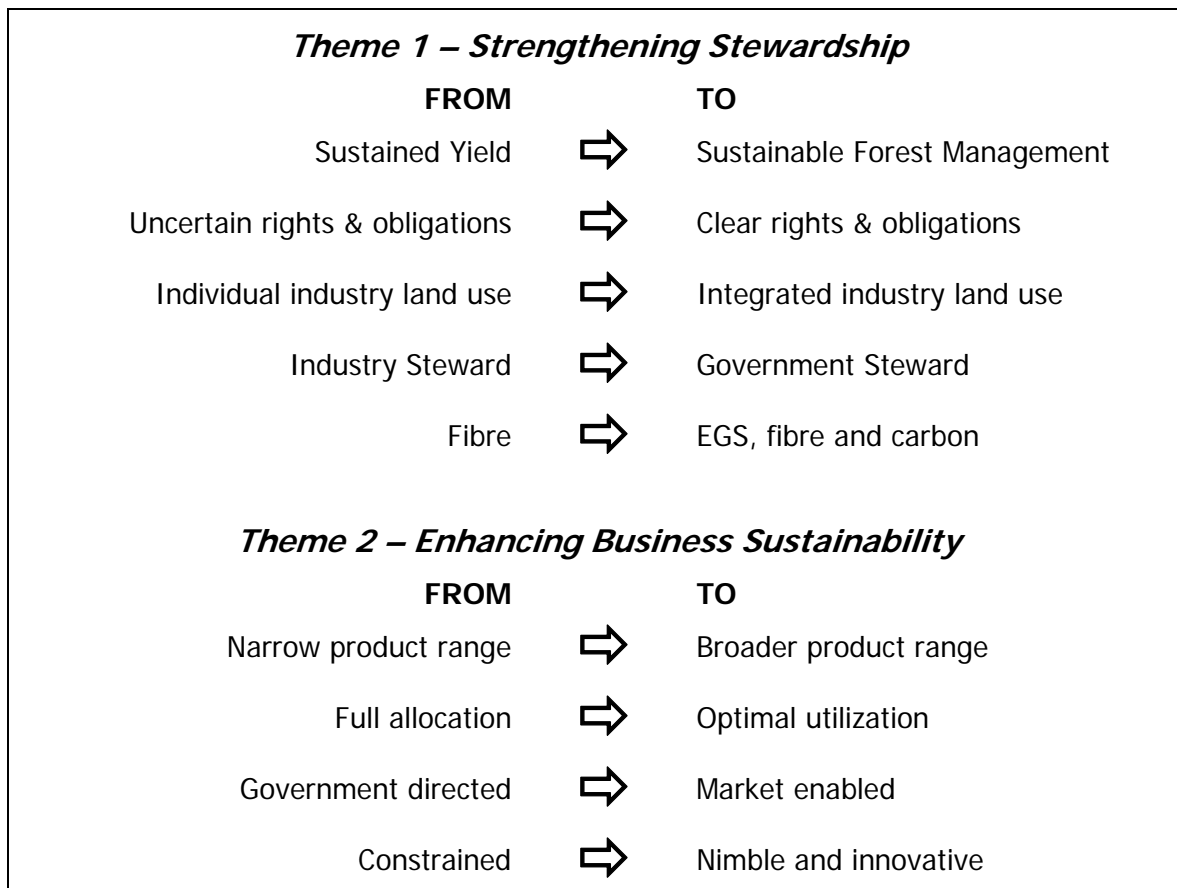 Theme 1 – Strengthening Stewardship
FROM TO
Sustained Yield Sustainable Forest Management
Uncertain rights & obligations Clear rights & obligations
Individual industry land use Integrated industry land use
Industry Steward Government Steward
Fibre EGS, fibre and carbon
Theme 2 – Enhancing Business Sustainability
FROM TO
Narrow product range Broader product range
Full allocation Optimal utilization
Government directed Market enabled
Constrained Nimble and innovative